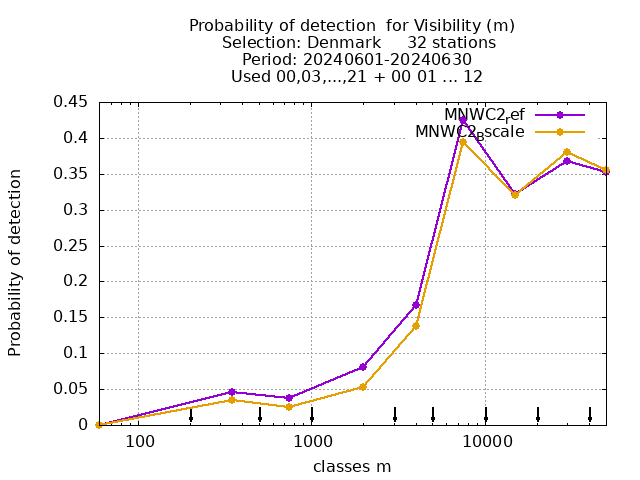 Probability of detection  for Visibility (m)
Selection: Denmark     32 stations
Period: 20240601-20240630
Used 00,03,...,21 + 00 01 ... 12
MNWC2ref
MNWC2Bscale
0.45
0.4
0.35
0.3
0.25
0.2
0.15
0.1
0.05
0
Probability of detection
100
1000
10000
classes m